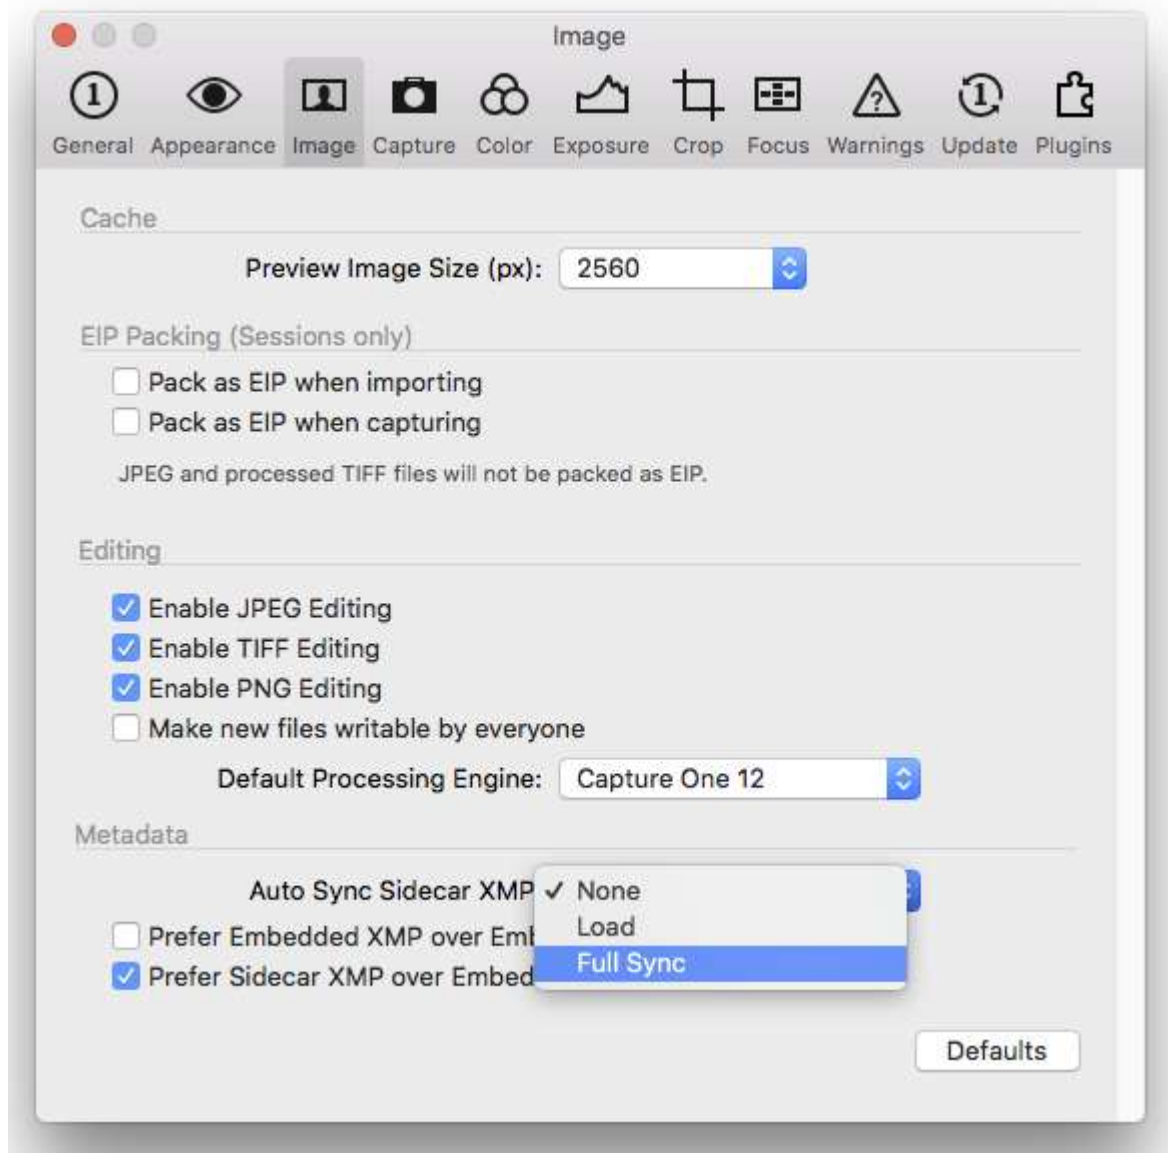 Image
General Appearance Image Capture Color Exposure Crop Focus Warnings Update Plugins
Cache
Preview Image Size (px): 2560
EIP Packing (Sessions only)
Pack as EIP when importing
Pack as EIP when capturing
JPEG and processed TIFF files will not be packed as EIP.
Editing
Enable JPEG Editing
Enable TIFF Editing
Enable PNG Editing
Make new files writable by everyone
Default Processing Engine: Capture One 12
Metadata
Auto Sync Sidecar XMP ✓ None
Load
Prefer Embedded XMP over
Full Sync
Prefer Sidecar XMP over
Defaults